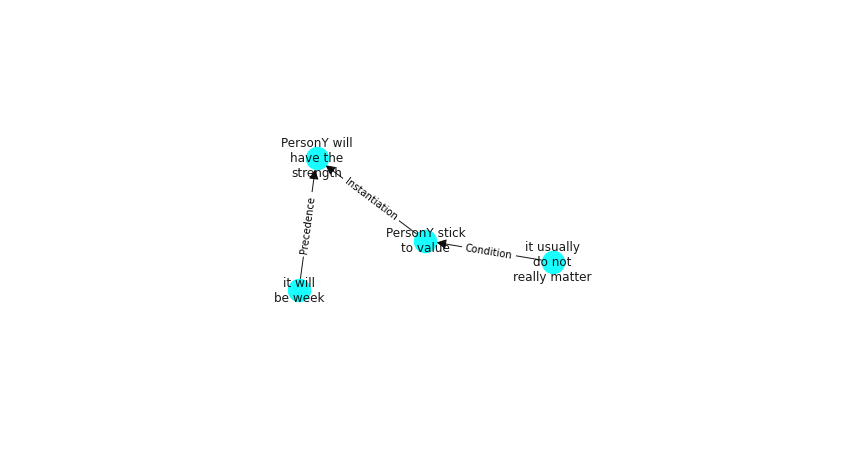 PersonY will
have the
strength
Instantiation
Precedence
PersonY stick
to value
Condition
it usually
do not
really matter
it will
be week